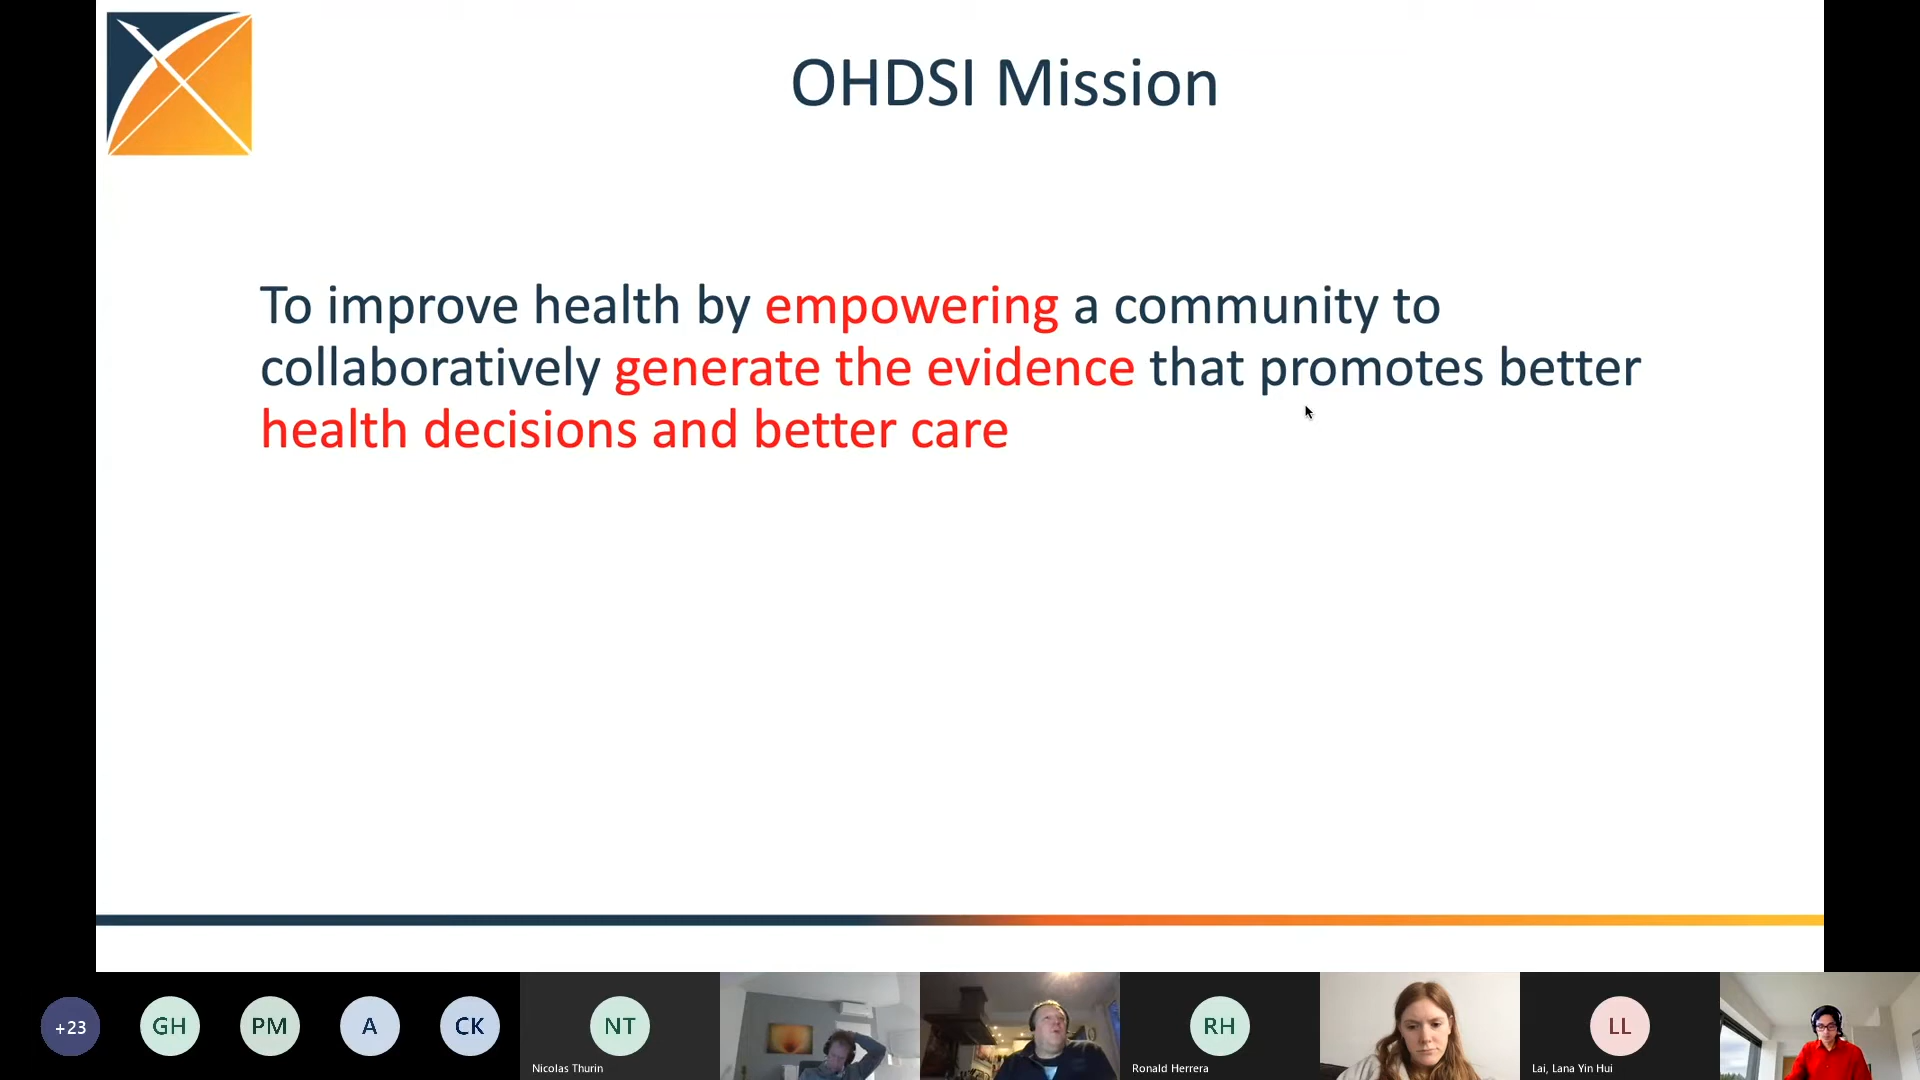 OHDSI Mission
To improve health by empowering a community to
collaboratively generate the evidence that promotes better
health decisions and better care
+23
GH
PM
A
CK
NT
Nicolas Thurin
RH
Ronald Herrera
LL
Lai, Lana Yin Hui